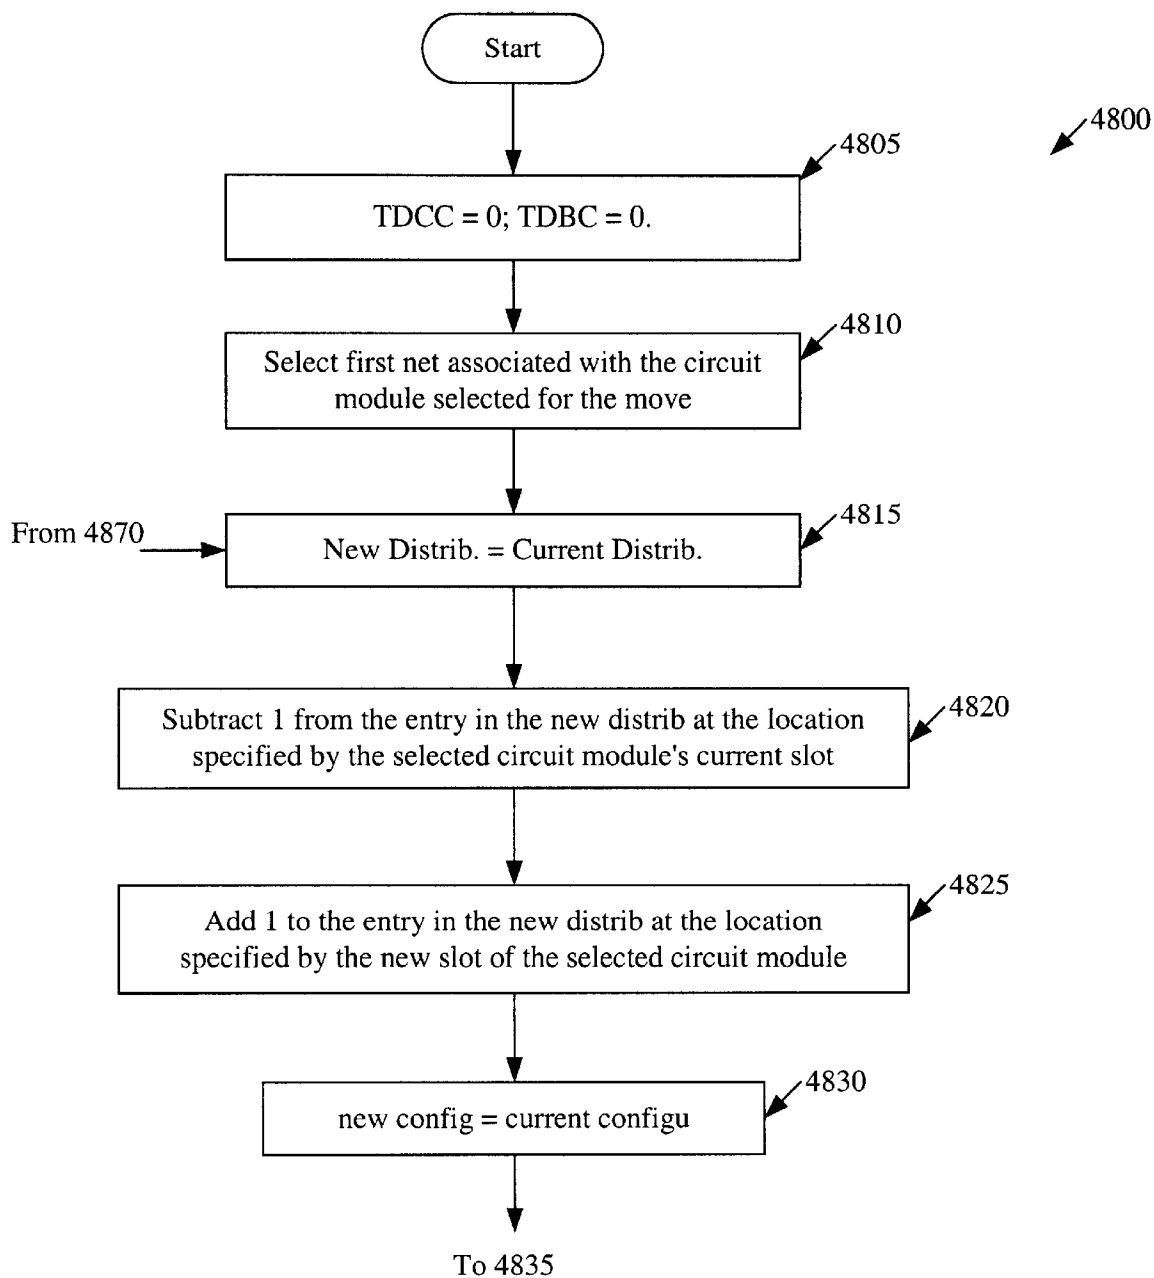 Start
4800
4805
TDCC = 0; TDBC = 0.
4810
Select first net associated with the circuit
module selected for the move
4815
From 4870
New Distrib. = Current Distrib.
4820
Subtract 1 from the entry in the new distrib at the location
specified by the selected circuit module's current slot
4825
Add 1 to the entry in the new distrib at the location
specified by the new slot of the selected circuit module
4830
new config = current configu
To 4835